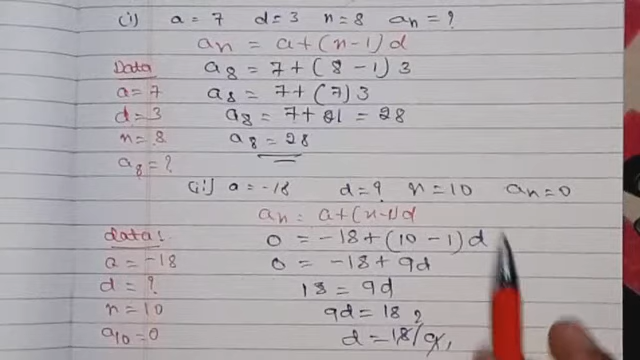 (i) a = 7 d = 3 n = 8 an = ?
an = a + (n - 1) d
Data a8 = 7 + (8 - 1) 3
a = 7 a8 = 7 + (7) 3
d = 3 a8 = 7 + 21 = 28
n = 8 a8 = 28
a8 = ?
(ii) a = -18 d = ? n = 10 an = 0
an = a + (n - 1) d
data: 0 = -18 + (10 - 1) d
a = -18 0 = -18 + 9d
d = ? 18 = 9d
n = 10 9d = 18 2
a10 = 0 d = 18/9,